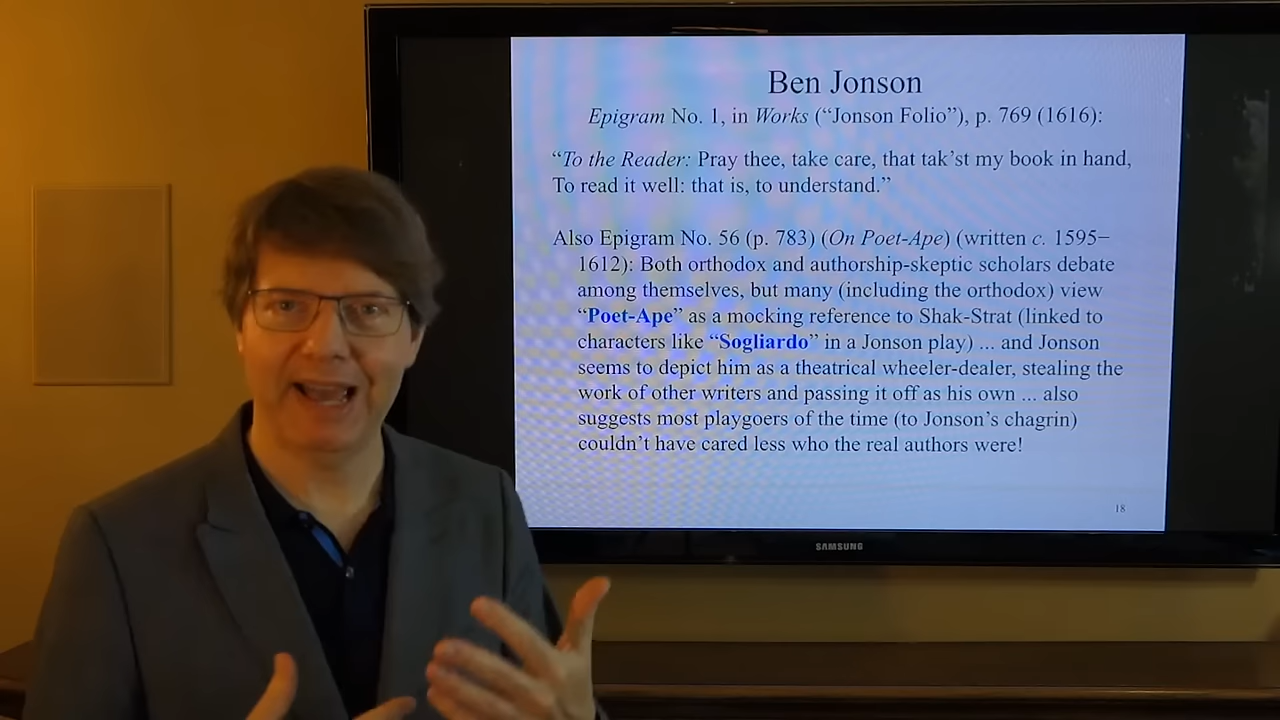 Ben Jonson
Epigram No. 1, in Works (“Jonson Folio”), p. 769 (1616):
“To the Reader: Pray thee, take care, that tak’st my book in hand,
To read it well: that is, to understand.”
Also Epigram No. 56 (p. 783) (On Poet-Ape) (written c. 1595–
1612): Both orthodox and authorship-skeptic scholars debate
among themselves, but many (including the orthodox) view
“Poet-Ape” as a mocking reference to Shak-Strat (linked to
characters like “Sogliardo” in a Jonson play) ... and Jonson
seems to depict him as a theatrical wheeler-dealer, stealing the
work of other writers and passing it off as his own ... also
suggests most playgoers of the time (to Jonson’s chagrin)
couldn’t have cared less who the real authors were!
18
SAMSUNG